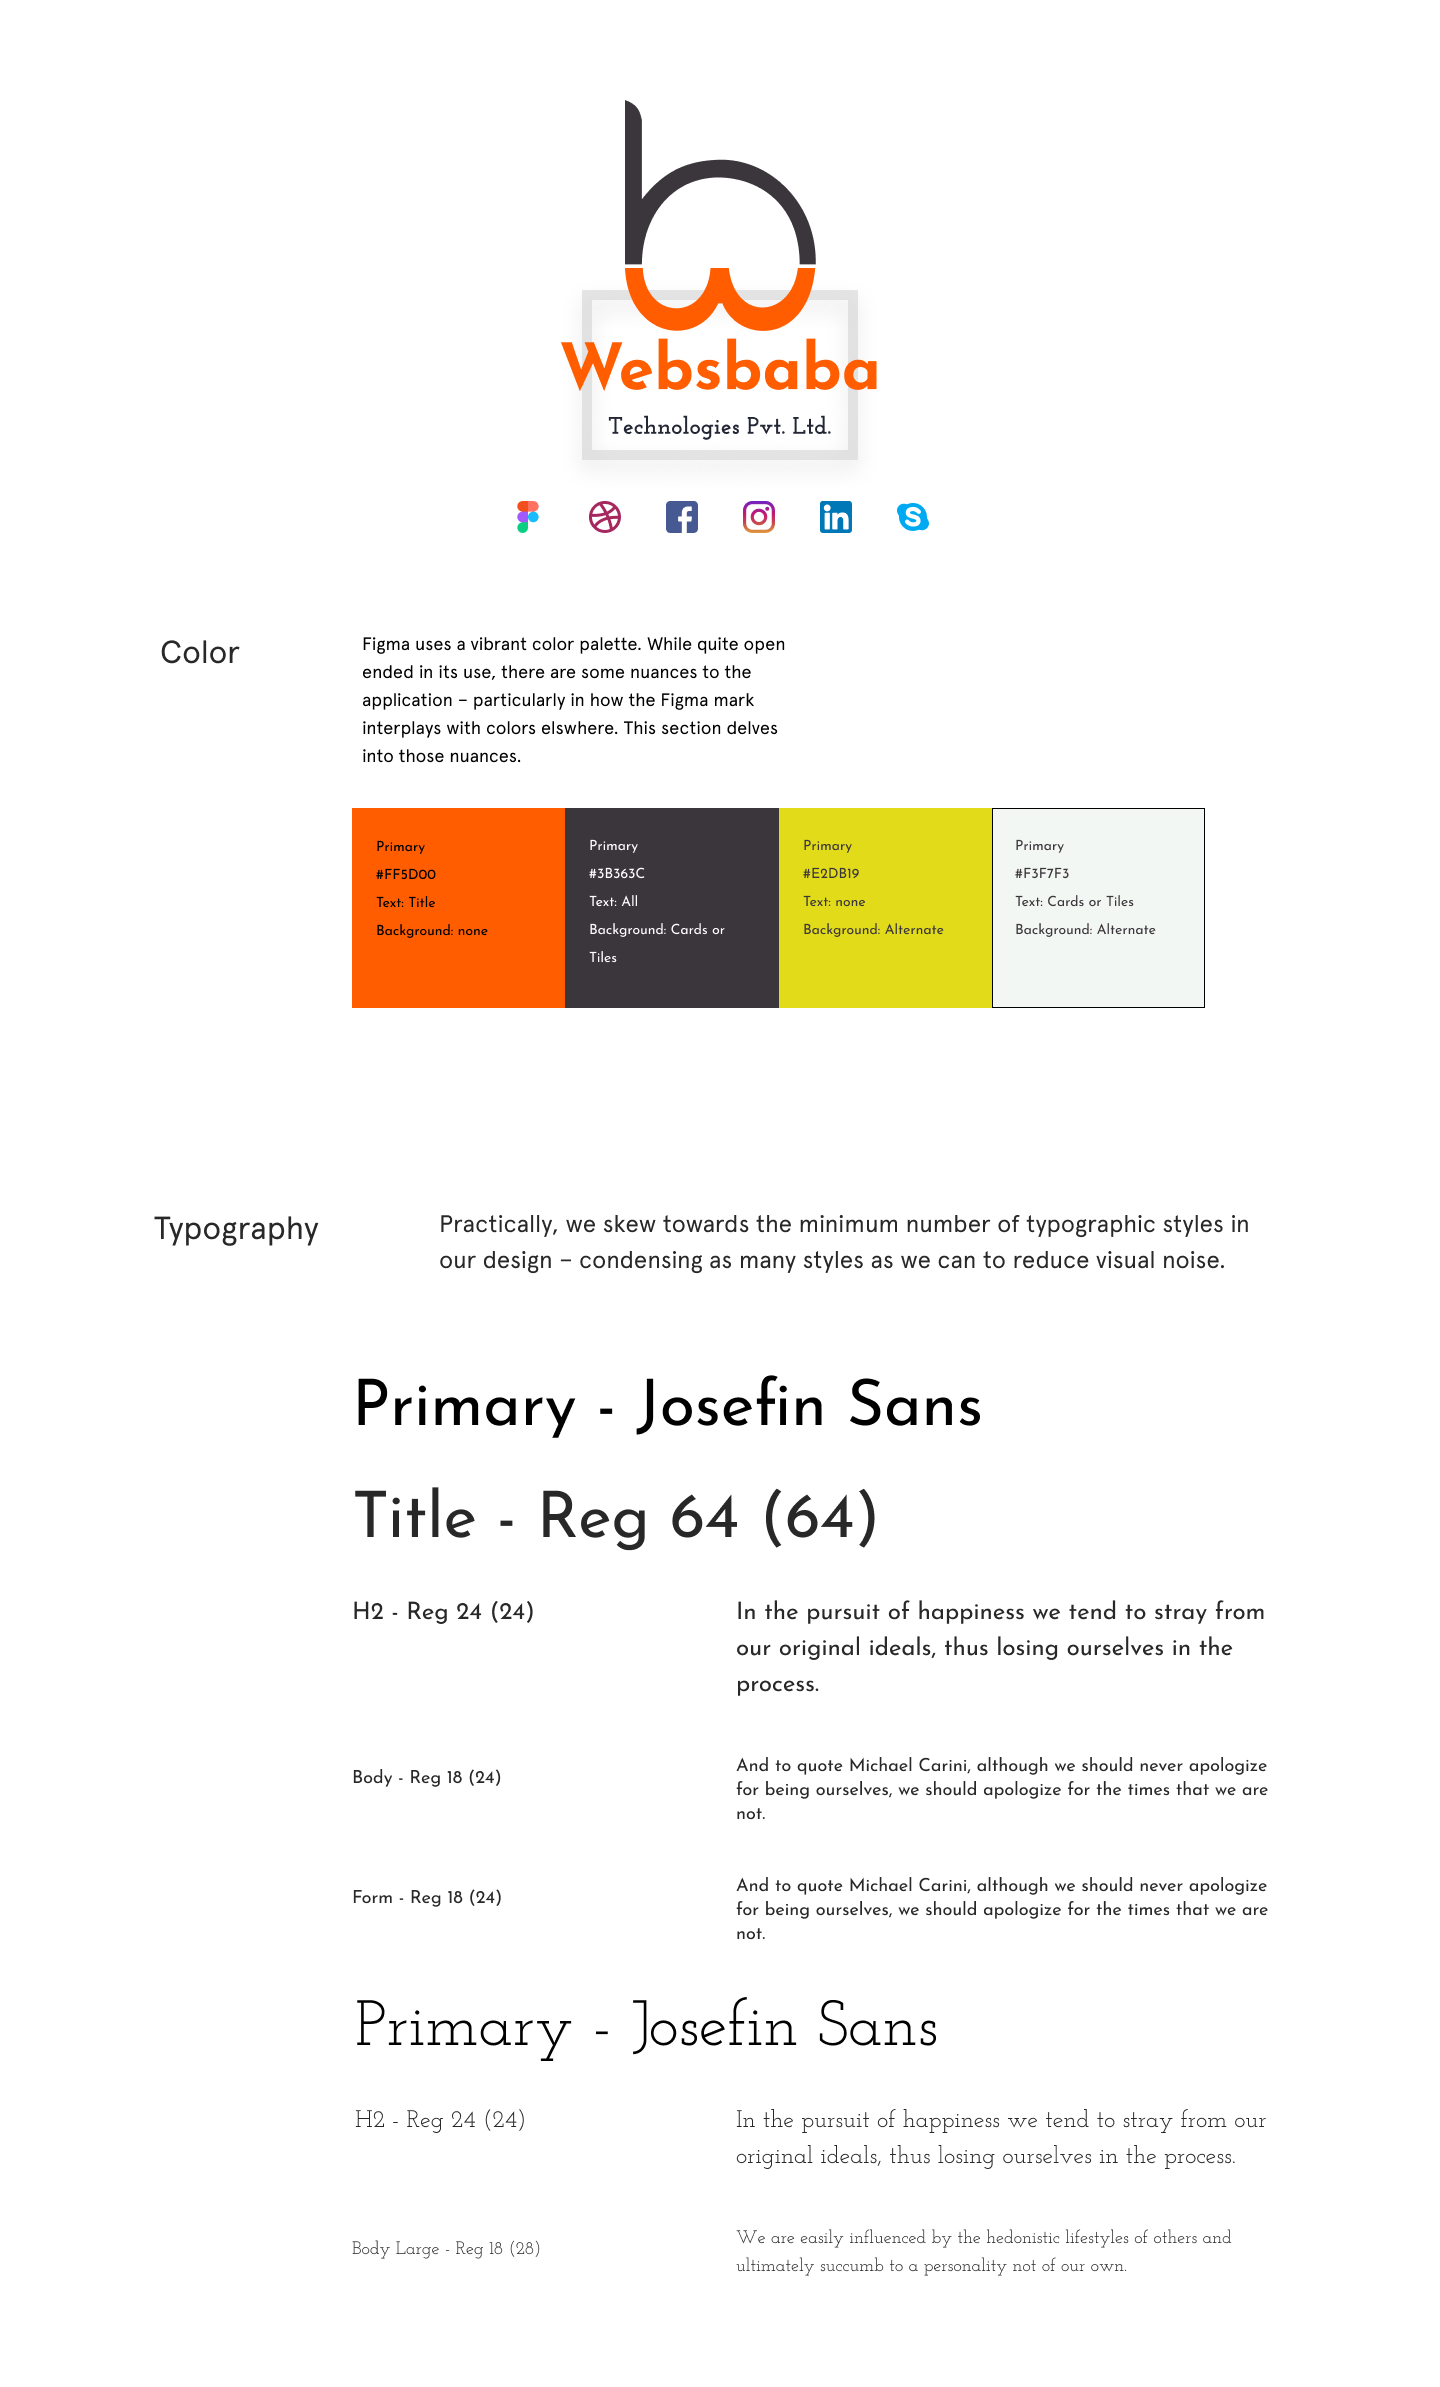 Websbaba
Technologies Pvt. Ltd.
Color
Figma uses a vibrant color palette. While quite open
ended in its use, there are some nuances to the
application – particularly in how the Figma mark
interplays with colors elswhere. This section delves
into those nuances.
Primary
#FF5D00
Text: Title
Background: none
Primary
#3B363C
Text: All
Background: Cards or
Tiles
Primary
#E2DB19
Text: none
Background: Alternate
Primary
#F3F7F3
Text: Cards or Tiles
Background: Alternate
Typography
Practically, we skew towards the minimum number of typographic styles in
our design – condensing as many styles as we can to reduce visual noise.
Primary - Josefin Sans
Title - Reg 64 (64)
H2 - Reg 24 (24)
In the pursuit of happiness we tend to stray from
our original ideals, thus losing ourselves in the
process.
Body - Reg 18 (24)
And to quote Michael Carini, although we should never apologize
for being ourselves, we should apologize for the times that we are
not.
Form - Reg 18 (24)
And to quote Michael Carini, although we should never apologize
for being ourselves, we should apologize for the times that we are
not.
Primary - Josefin Sans
H2 - Reg 24 (24)
In the pursuit of happiness we tend to stray from our
original ideals, thus losing ourselves in the process.
Body Large - Reg 18 (28)
We are easily influenced by the hedonistic lifestyles of others and
ultimately succumb to a personality not of our own.